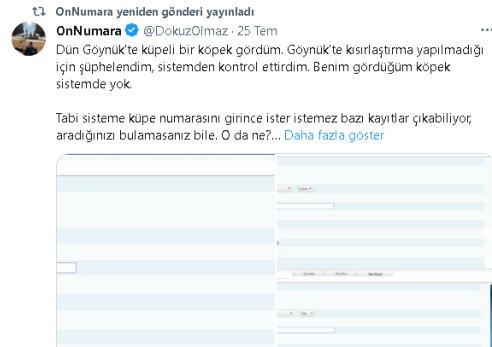 OnNumara yeniden gönderi yayınladı
OnNumara @DokuzOlmaz · 25 Tem
Dün Göynük'te küpeli bir köpek gördüm. Göynük'te kısırlaştırma yapılmadığı
için şüphelendim, sistemden kontrol ettirdim. Benim gördüğüm köpek
sistemde yok.
Tabi sisteme küpe numarasını girince ister istemez bazı kayıtlar çıkabiliyor,
aradığınızı bulamasanız bile. O da ne?... Daha fazla göster